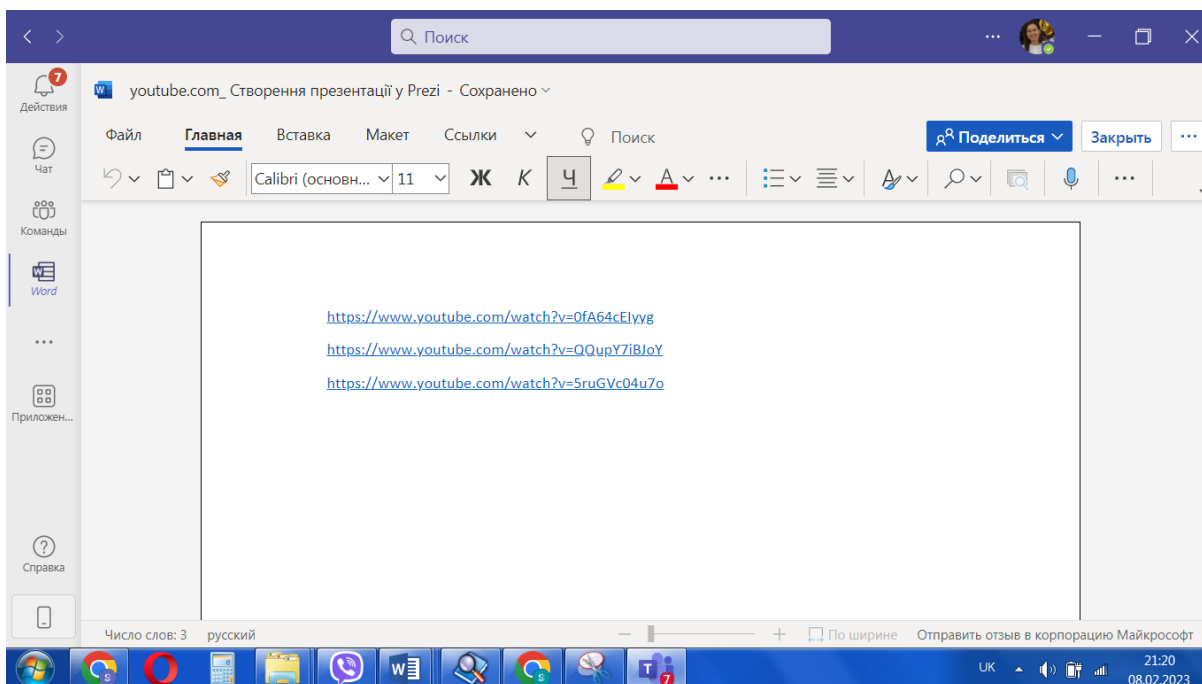 Поиск
7
Действия
youtube.com_ Створення презентації у Prezi - Сохранено
Файл Главная Вставка Макет Ссылки Поиск Поделиться Закрыть
Чат
Calibri (основн... 11 Ж К Ч
Команды
Word
https://www.youtube.com/watch?v=0fA64cEIyyg
https://www.youtube.com/watch?v=QQupY7iBJoY
https://www.youtube.com/watch?v=5ruGVc04u7o
Приложен...
Справка
Число слов: 3 русский По ширине Отправить отзыв в корпорацию Майкрософт
UK 21:20
08.02.2023